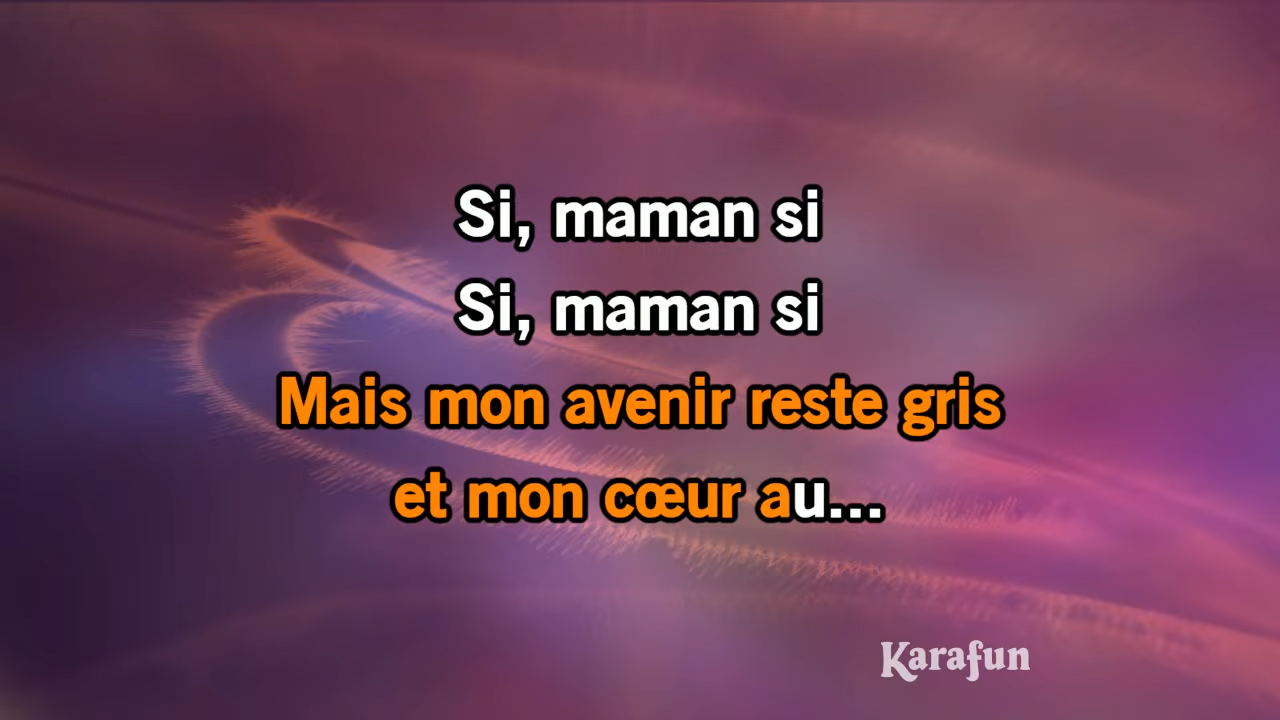 Si, maman si
Si, maman si
Mais mon avenir reste gris
et mon cœur au...
Karafun